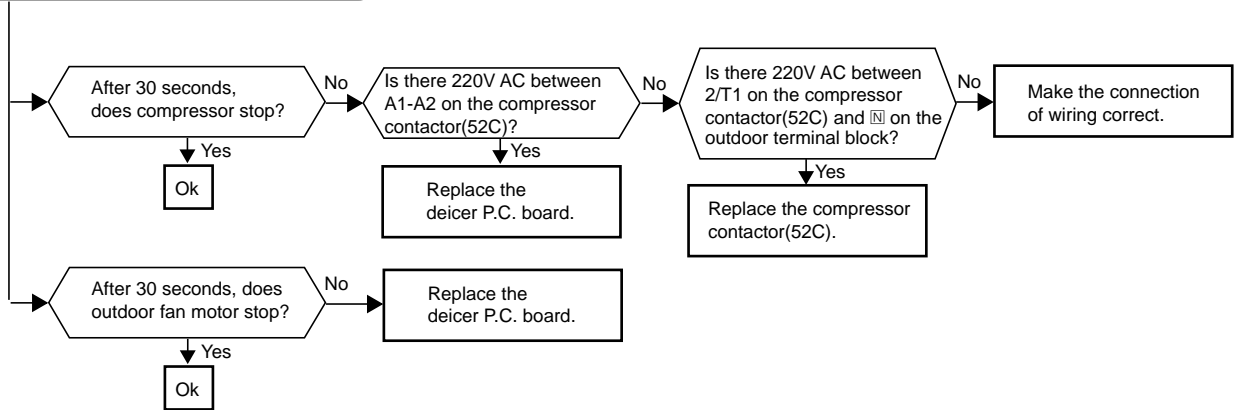 After 30 seconds,
does compressor stop?
No
Is there 220V AC between
A1-A2 on the compressor
contactor(52C)?
No
Is there 220V AC between
2/T1 on the compressor
contactor(52C) and N on the
outdoor terminal block?
No
Make the connection
of wiring correct.
Yes
Ok
Yes
Replace the
deicer P.C. board.
Yes
Replace the compressor
contactor(52C).
After 30 seconds, does
outdoor fan motor stop?
No
Replace the
deicer P.C. board.
Yes
Ok